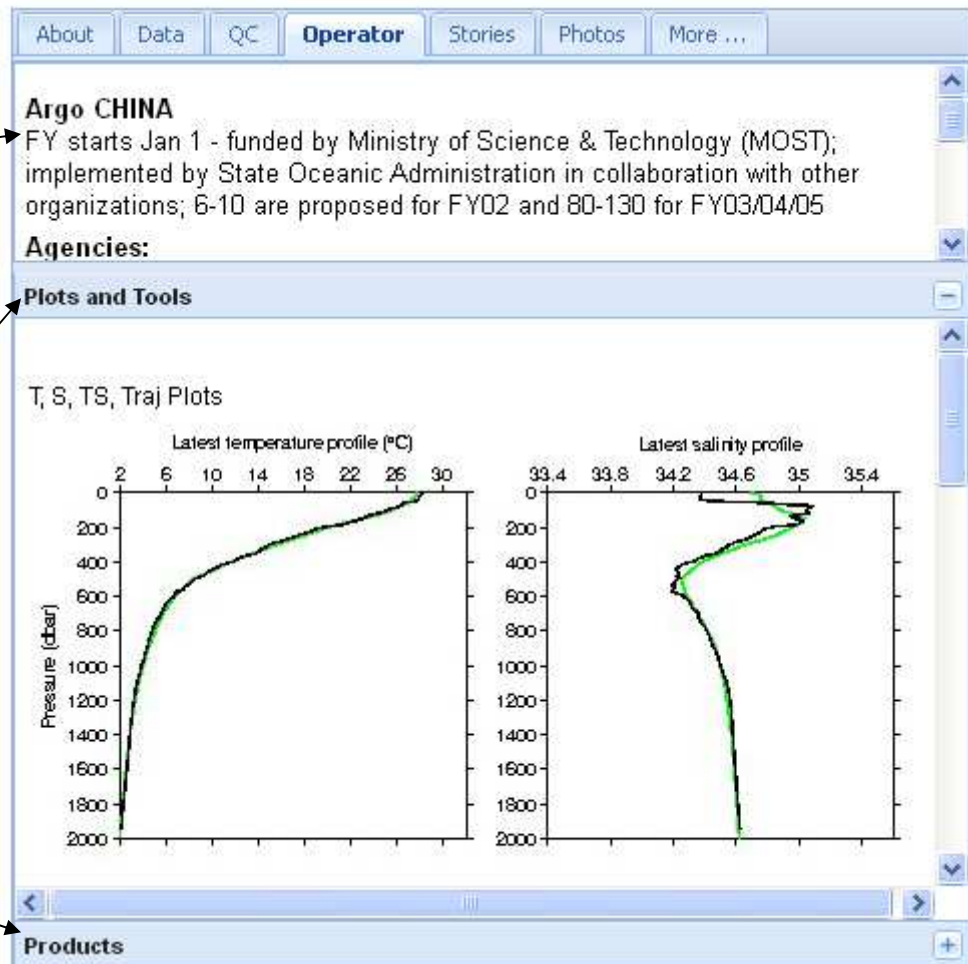 About Data QC Operator Stories Photos More ...
Argo CHINA
FY starts Jan 1 - funded by Ministry of Science & Technology (MOST);
implemented by State Oceanic Administration in collaboration with other
organizations; 6-10 are proposed for FY02 and 80-130 for FY03/04/05
Agencies:
Plots and Tools
T, S, TS, Traj Plots
Latest temperature profile (°C)
2 6 10 14 18 22 26 30
0
200
400
600
800
1000
1200
1400
1600
1800
2000
Pressure (dbar)
Latest salinity profile
33.4 33.8 34.2 34.6 35 35.4
0
200
400
600
800
1000
1200
1400
1600
1800
2000
Products